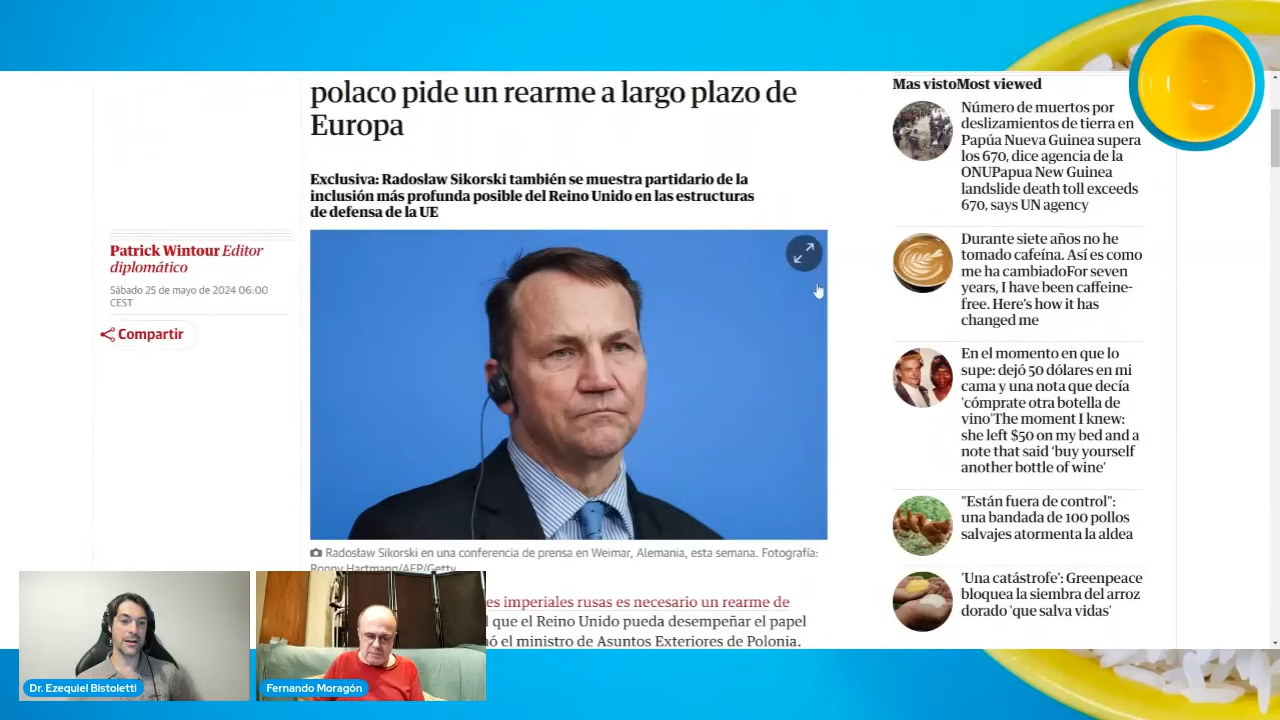 polaco pide un rearme a largo plazo de
Europa
Exclusiva: Radosław Sikorski también se muestra partidario de la
inclusión más profunda posible del Reino Unido en las estructuras
de defensa de la UE
Patrick Wintour Editor
diplomático
Sábado 25 de mayo de 2024 06:00
CEST
Compartir
Radosław Sikorski en una conferencia de prensa en Weimar, Alemania, esta semana. Fotografía:
Ronny Hartmann/AFP/Getty
es imperiales rusas es necesario un rearme de
l que el Reino Unido pueda desempeñar el papel
nó el ministro de Asuntos Exteriores de Polonia.
Mas vistoMost viewed
Número de muertos por
deslizamientos de tierra en
Papúa Nueva Guinea supera
los 670, dice agencia de la
ONUPapua New Guinea
landslide death toll exceeds
670, says UN agency
Durante siete años no he
tomado cafeína. Así es como
me ha cambiadoFor seven
years, I have been caffeine-
free. Here's how it has
changed me
En el momento en que lo
supe: dejó 50 dólares en mi
cama y una nota que decía
'cómprate otra botella de
vino'The moment I knew:
she left $50 on my bed and a
note that said ‘buy yourself
another bottle of wine’
"Están fuera de control":
una bandada de 100 pollos
salvajes atormenta la aldea
'Una catástrofe': Greenpeace
bloquea la siembra del arroz
dorado 'que salva vidas'
Dr. Ezequiel Bistoletti
Fernando Moragón